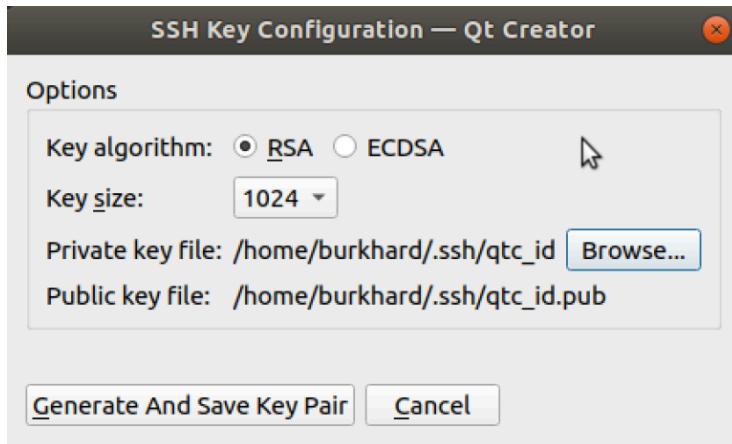 SSH Key Configuration — Qt Creator
Options
Key algorithm: RSA ECDSA
Key size: 1024
Private key file: /home/burkhard/.ssh/qtc_id Browse...
Public key file: /home/burkhard/.ssh/qtc_id.pub
Generate And Save Key Pair Cancel